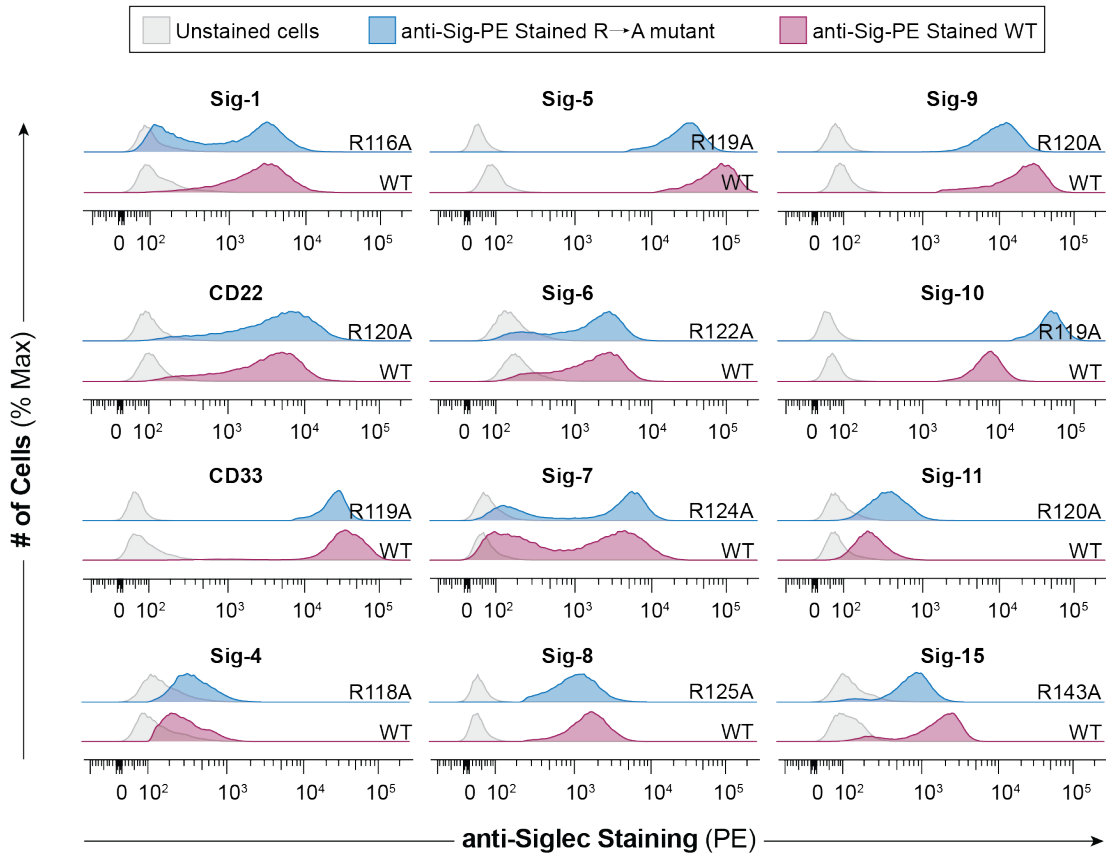 Unstained cells anti-Sig-PE Stained R→A mutant anti-Sig-PE Stained WT
# of Cells (% Max)
Sig-1
R116A
WT
0 10² 10³ 10⁴ 10⁵
Sig-5
R119A
WT
0 10² 10³ 10⁴ 10⁵
Sig-9
R120A
WT
0 10² 10³ 10⁴ 10⁵
CD22
R120A
WT
0 10² 10³ 10⁴ 10⁵
Sig-6
R122A
WT
0 10² 10³ 10⁴ 10⁵
Sig-10
R119A
WT
0 10² 10³ 10⁴ 10⁵
CD33
R119A
WT
0 10² 10³ 10⁴ 10⁵
Sig-7
R124A
WT
0 10² 10³ 10⁴ 10⁵
Sig-11
R120A
WT
0 10² 10³ 10⁴ 10⁵
Sig-4
R118A
WT
0 10² 10³ 10⁴ 10⁵
Sig-8
R125A
WT
0 10² 10³ 10⁴ 10⁵
Sig-15
R143A
WT
0 10² 10³ 10⁴ 10⁵
anti-Siglec Staining (PE)